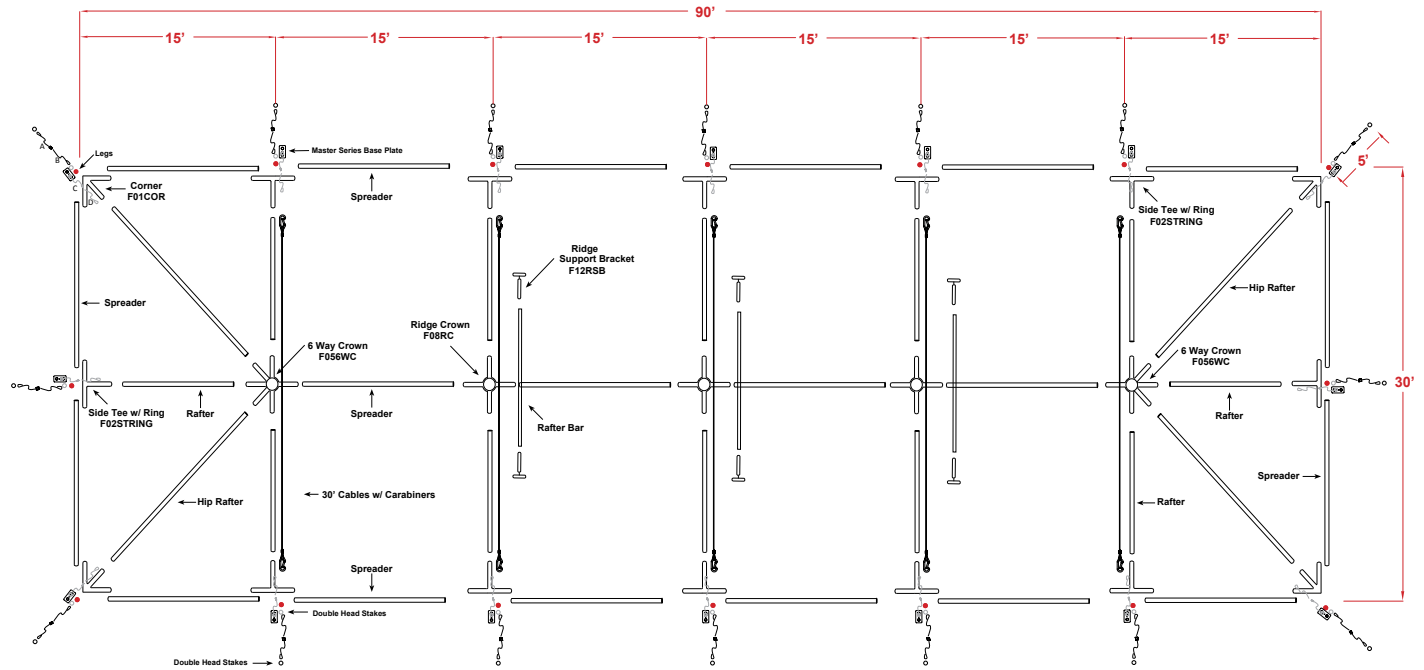 90’
15’ 15’ 15’ 15’ 15’ 15’
A
B
Legs
C
D
Corner
F01COR
Master Series Base Plate
Spreader
5’
Side Tee w/ Ring
F02STRING
Ridge
Support Bracket
F12RSB
Spreader
Hip Rafter
6 Way Crown
F056WC
Ridge Crown
F08RC
6 Way Crown
F056WC
30’
Side Tee w/ Ring
F02STRING
Rafter
Spreader
Rafter Bar
Rafter
Hip Rafter
30’ Cables w/ Carabiners
Rafter
Spreader
Spreader
Double Head Stakes
Double Head Stakes